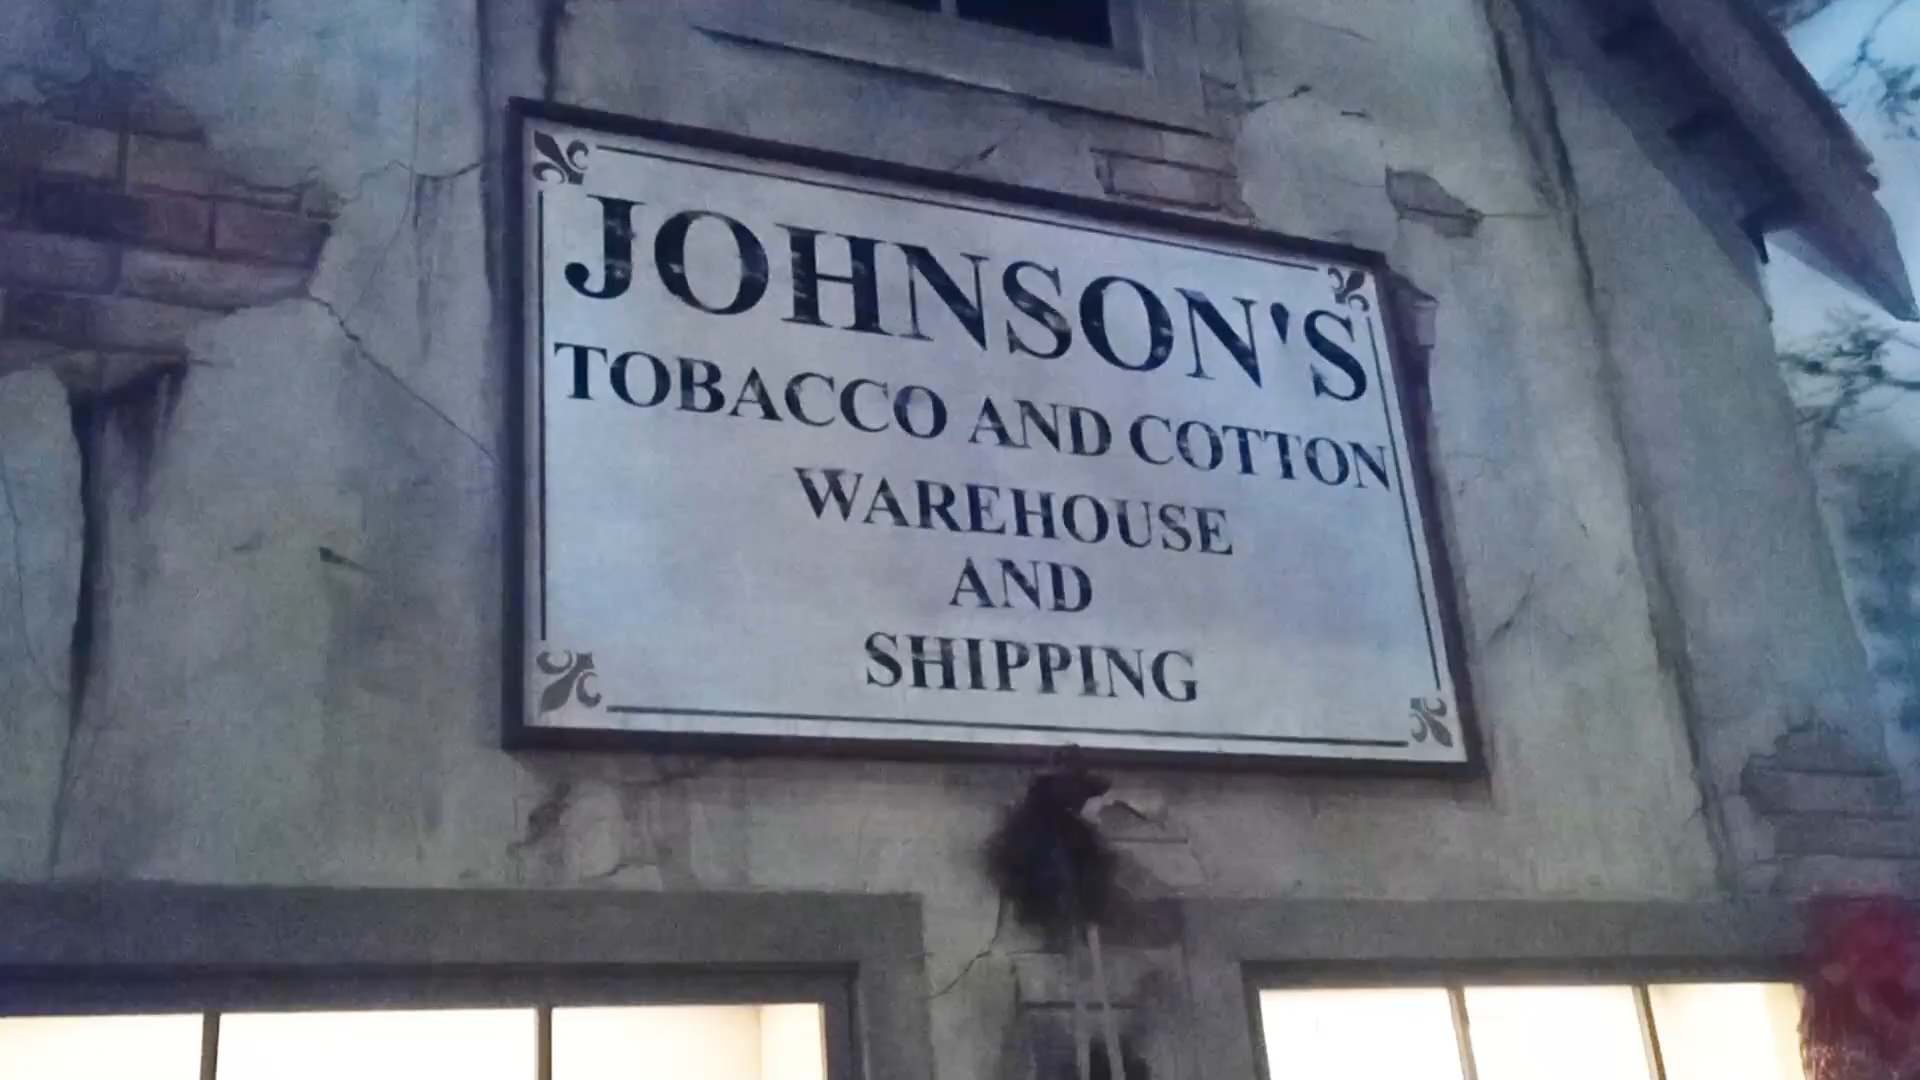 JOHNSON'S
TOBACCO AND COTTON
WAREHOUSE
AND
SHIPPING